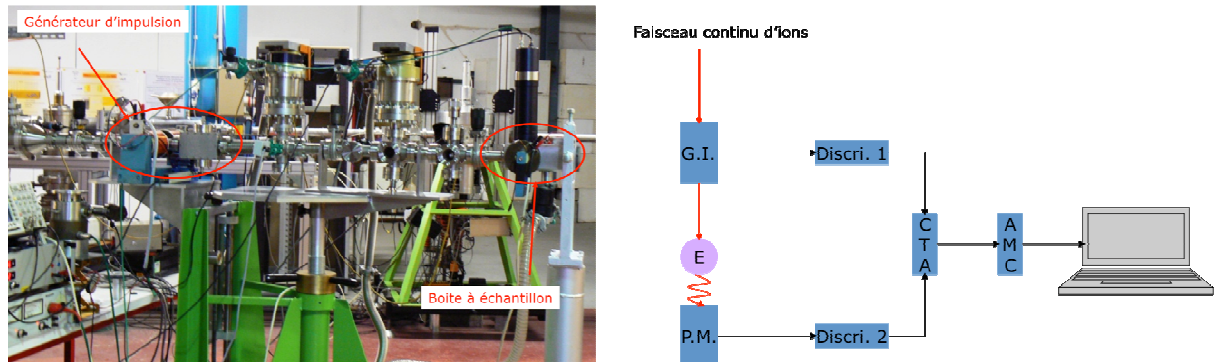 Générateur d'impulsion
Boite à échantillon
Faisceau continu d'ions
G.I.
Discri. 1
E
C
T
A
A
M
C
P.M.
Discri. 2